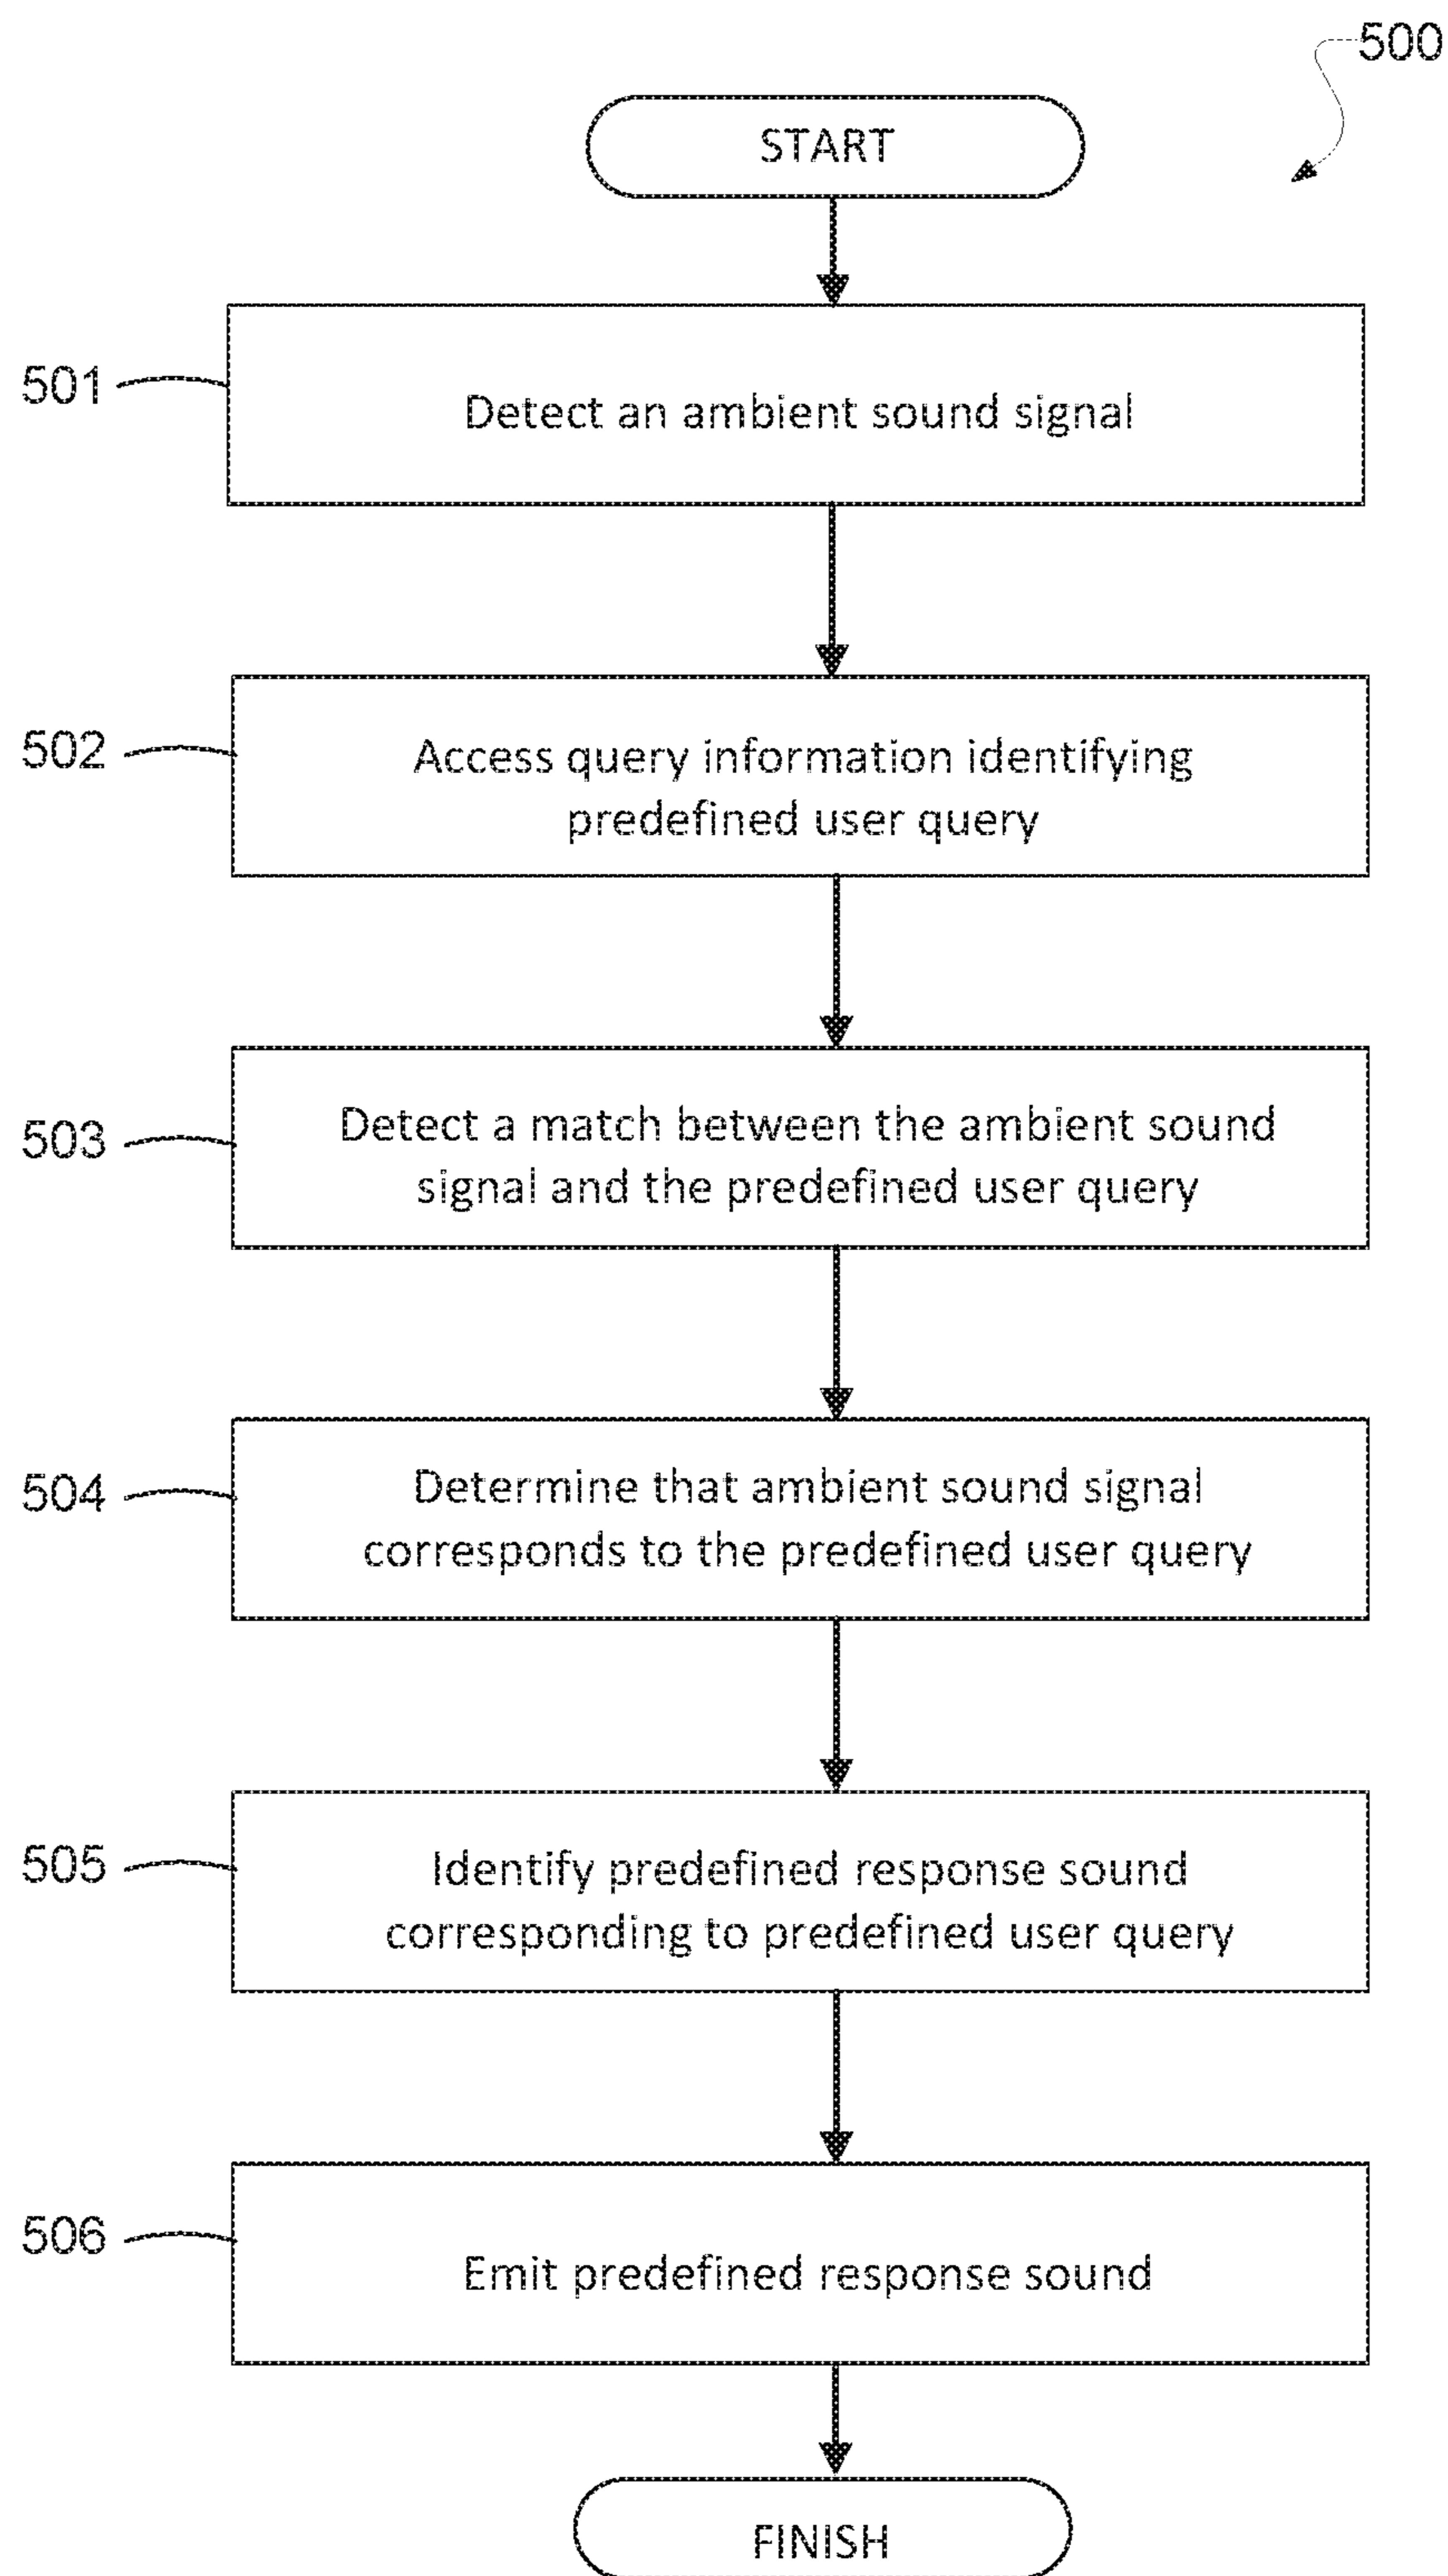 500
START
501
Detect an ambient sound signal
502
Access query information identifying
predefined user query
503
Detect a match between the ambient sound
signal and the predefined user query
504
Determine that ambient sound signal
corresponds to the predefined user query
505
Identify predefined response sound
corresponding to predefined user query
506
Emit predefined response sound
FINISH